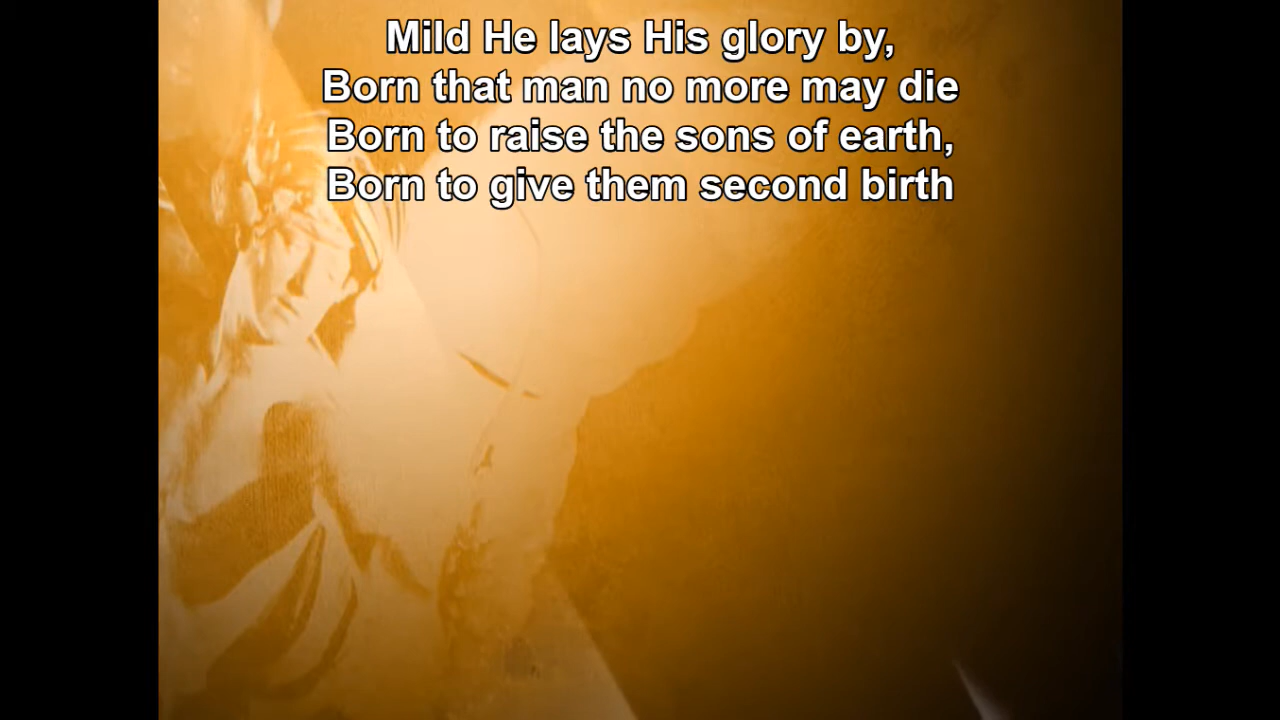 Mild He lays His glory by,
Born that man no more may die
Born to raise the sons of earth,
Born to give them second birth